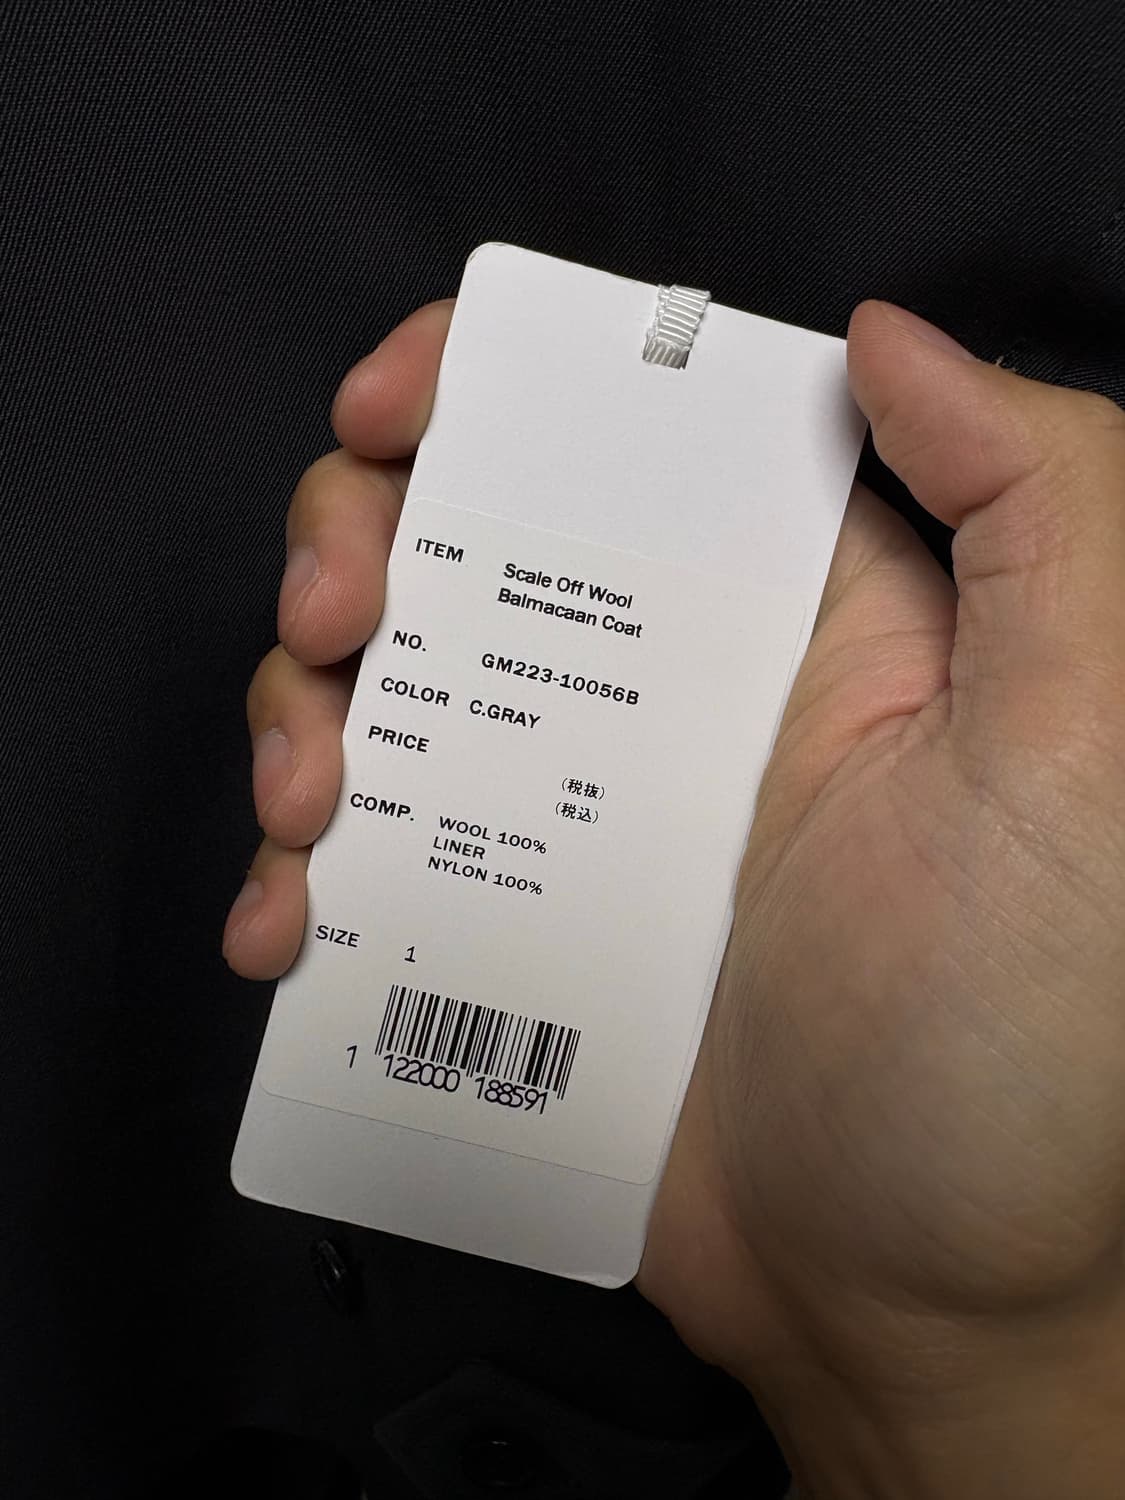 ITEM Scale Off Wool
Balmacaan Coat
NO. GM223-10056B
COLOR C.GRAY
PRICE
(税抜)
(税込)
COMP. WOOL 100%
LINER
NYLON 100%
SIZE 1
1 122000 188591